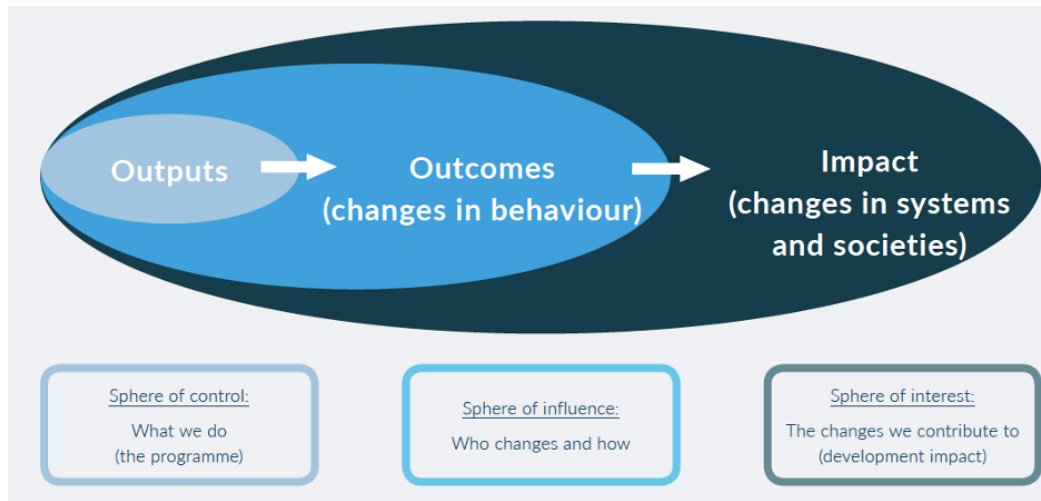 Outputs
Outcomes
(changes in behaviour)
Impact
(changes in systems
and societies)
Sphere of control:
What we do
(the programme)
Sphere of influence:
Who changes and how
Sphere of interest:
The changes we contribute to
(development impact)